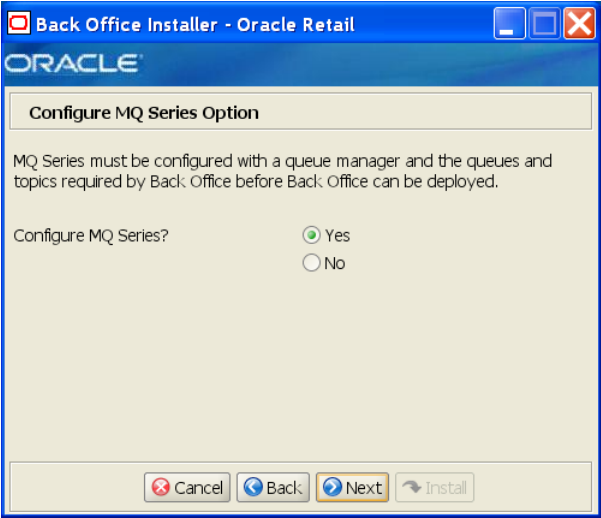 Back Office Installer - Oracle Retail
ORACLE
Configure MQ Series Option
MQ Series must be configured with a queue manager and the queues and
topics required by Back Office before Back Office can be deployed.
Configure MQ Series?
Yes
No
Cancel
Back
Next
Install